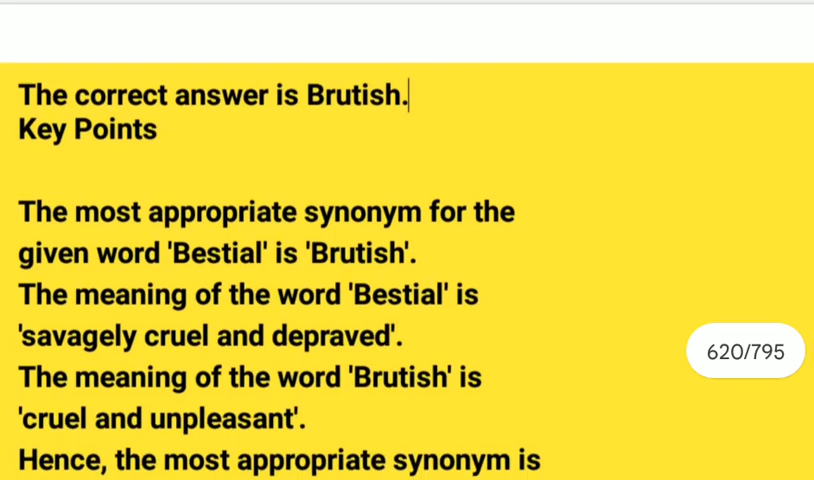 The correct answer is Brutish.
Key Points
The most appropriate synonym for the
given word 'Bestial' is 'Brutish'.
The meaning of the word 'Bestial' is
'savagely cruel and depraved'.
620/795
The meaning of the word 'Brutish' is
'cruel and unpleasant'.
Hence, the most appropriate synonym is